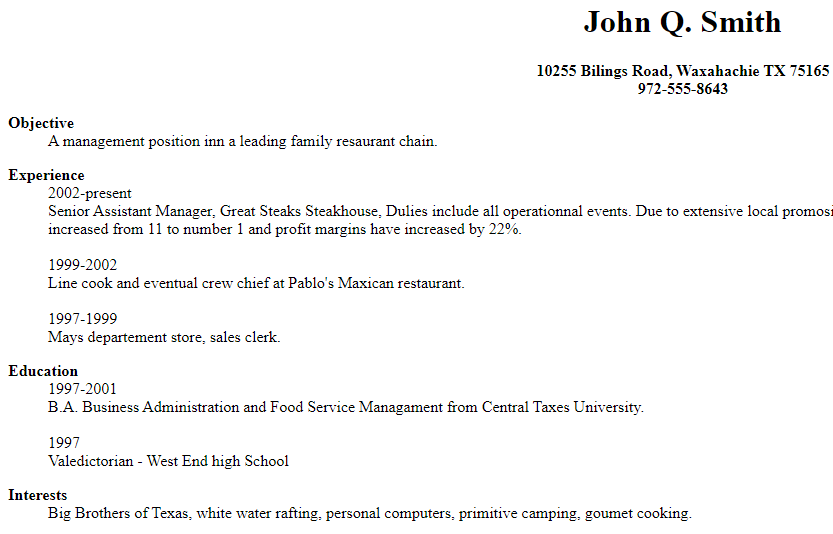 John Q. Smith
10255 Bilings Road, Waxahachie TX 75165
972-555-8643
Objective
A management position inn a leading family resaurant chain.
Experience
2002-present
Senior Assistant Manager, Great Steaks Steakhouse, Dulies include all operationnal events. Due to extensive local promosi
increased from 11 to number 1 and profit margins have increased by 22%.
1999-2002
Line cook and eventual crew chief at Pablo's Maxican restaurant.
1997-1999
Mays departement store, sales clerk.
Education
1997-2001
B.A. Business Administration and Food Service Managament from Central Taxes University.
1997
Valedictorian - West End high School
Interests
Big Brothers of Texas, white water rafting, personal computers, primitive camping, goumet cooking.